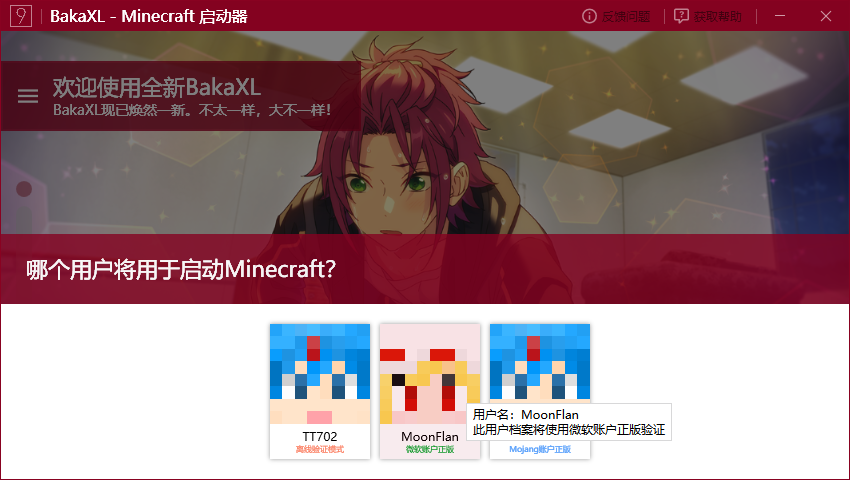 9 BakaXL - Minecraft 启动器
反馈问题
获取帮助
欢迎使用全新BakaXL
BakaXL现已焕然一新。不太一样，大不一样！
哪个用户将用于启动Minecraft？
TT702
离线验证模式
MoonFlan
微软账户正版
用户名：MoonFlan
此用户档案将使用微软账户正版验证
Mojang账户正版